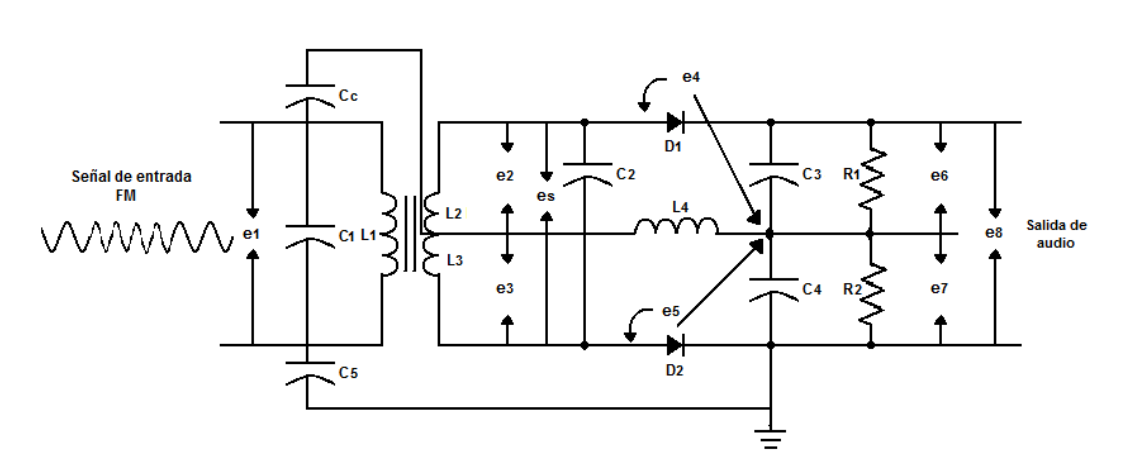 e4
Cc
D1
Señal de entrada
FM
e2
es
C2
C3
R1
e6
L4
L2
e1
C1
L1
e8
Salida de
audio
L3
e3
C4
R2
e7
e5
C5
D2